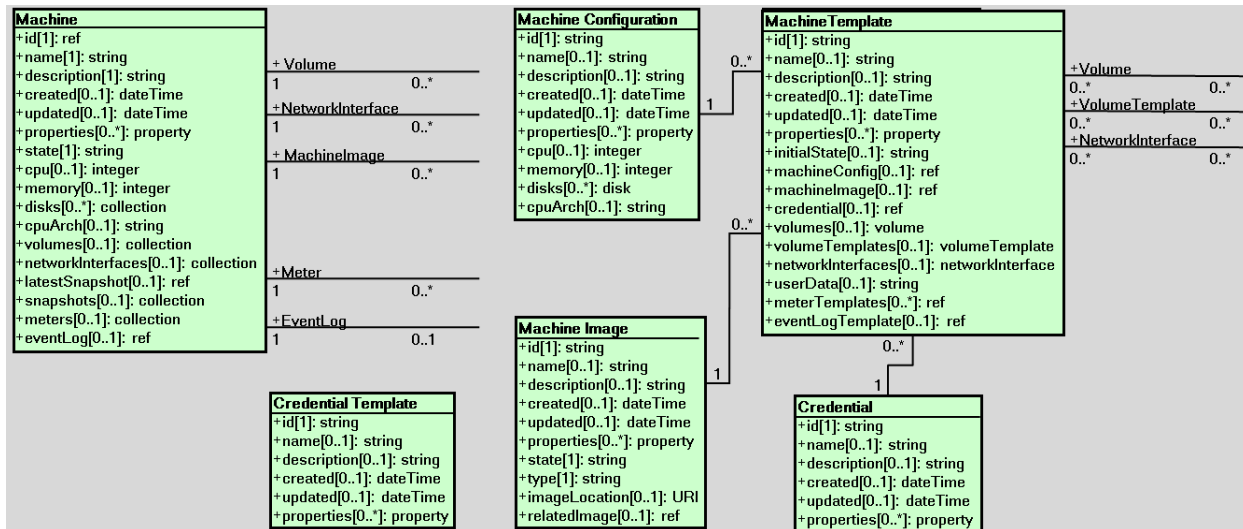 Machine
+id[1]: ref
+name[1]: string
+description[1]: string
+created[0..1]: dateTime
+updated[0..1]: dateTime
+properties[0..*]: property
+state[1]: string
+cpu[0..1]: integer
+memory[0..1]: integer
+disks[0..*]: collection
+cpuArch[0..1]: string
+volumes[0..1]: collection
+networkInterfaces[0..1]: collection
+latestSnapshot[0..1]: ref
+snapshots[0..1]: collection
+meters[0..1]: collection
+eventLog[0..1]: ref
+Volume
1 0..*
+NetworkInterface
1 0..*
+MachineImage
1 0..*
+Meter
1 0..*
+EventLog
1 0..1
Machine Configuration
+id[1]: string
+name[0..1]: string
+description[0..1]: string
+created[0..1]: dateTime
+updated[0..1]: dateTime
+properties[0..*]: property
+cpu[0..1]: integer
+memory[0..1]: integer
+disks[0..*]: disk
+cpuArch[0..1]: string
0..*
1
MachineTemplate
+id[1]: string
+name[0..1]: string
+description[0..1]: string
+created[0..1]: dateTime
+updated[0..1]: dateTime
+properties[0..*]: property
+initialState[0..1]: string
+machineConfig[0..1]: ref
+machineImage[0..1]: ref
+credential[0..1]: ref
+volumes[0..1]: volume
+volumeTemplates[0..1]: volumeTemplate
+networkInterfaces[0..1]: networkInterface
+userData[0..1]: string
+meterTemplates[0..*]: ref
+eventLogTemplate[0..1]: ref
+Volume
0..* 0..*
+VolumeTemplate
0..* 0..*
+NetworkInterface
0..* 0..*
0..*
1
0..*
1
Credential Template
+id[1]: string
+name[0..1]: string
+description[0..1]: string
+created[0..1]: dateTime
+updated[0..1]: dateTime
+properties[0..*]: property
Machine Image
+id[1]: string
+name[0..1]: string
+description[0..1]: string
+created[0..1]: dateTime
+updated[0..1]: dateTime
+properties[0..*]: property
+state[1]: string
+type[1]: string
+imageLocation[0..1]: URI
+relatedImage[0..1]: ref
Credential
+id[1]: string
+name[0..1]: string
+description[0..1]: string
+created[0..1]: dateTime
+updated[0..1]: dateTime
+properties[0..*]: property